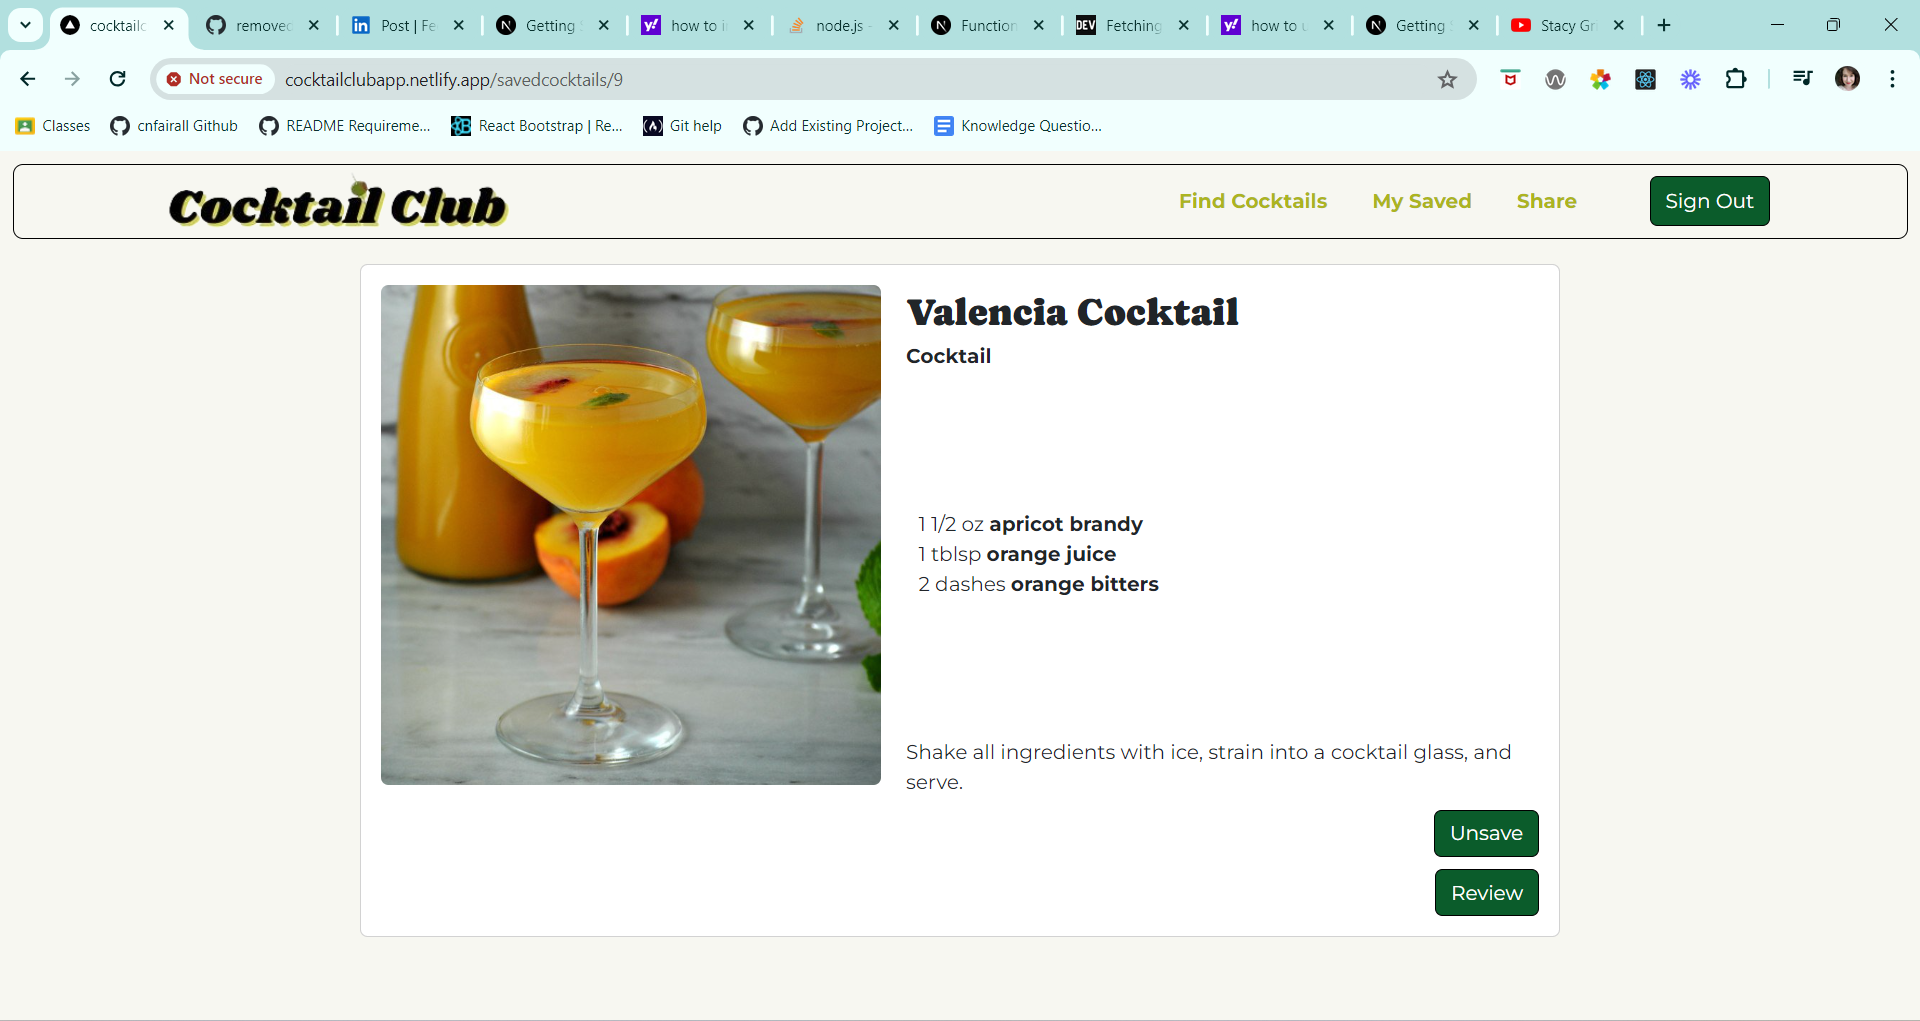 cocktailc
removed
Post | Fe
Getting S
how to i
node.js -
Function
Fetching
how to u
Getting S
Stacy Gr
Not secure
cocktailclubapp.netlify.app/savedcocktails/9
Classes
cnfairall Github
README Requireme...
React Bootstrap | Re...
Git help
Add Existing Project...
Knowledge Questio...
Cocktail Club
Find Cocktails
My Saved
Share
Sign Out
Valencia Cocktail
Cocktail
1 1/2 oz apricot brandy
1 tblsp orange juice
2 dashes orange bitters
Shake all ingredients with ice, strain into a cocktail glass, and
serve.
Unsave
Review